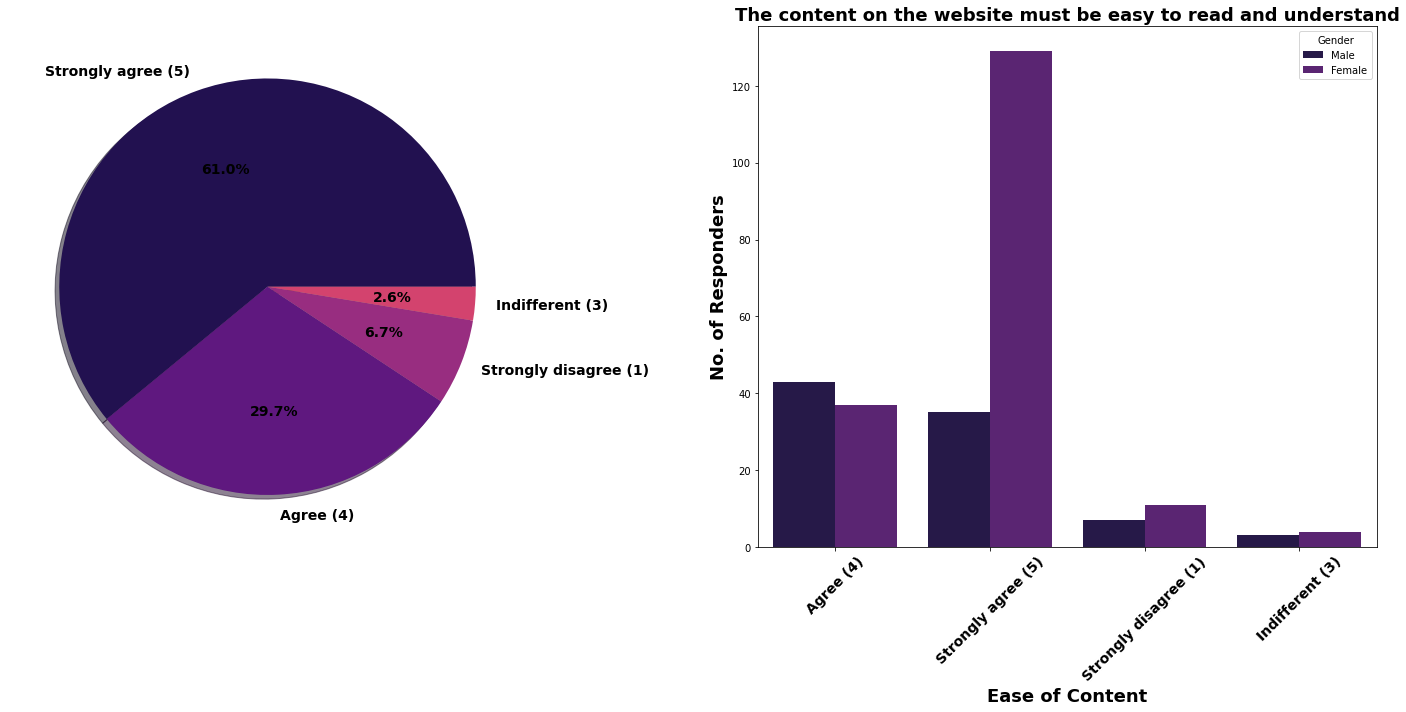 Strongly agree (5)
61.0%
2.6%
Indifferent (3)
6.7%
Strongly disagree (1)
29.7%
Agree (4)
The content on the website must be easy to read and understand
Gender
Male
Female
120
100
80
60
40
20
0
No. of Responders
Agree (4)
Strongly agree (5)
Strongly disagree (1)
Indifferent (3)
Ease of Content